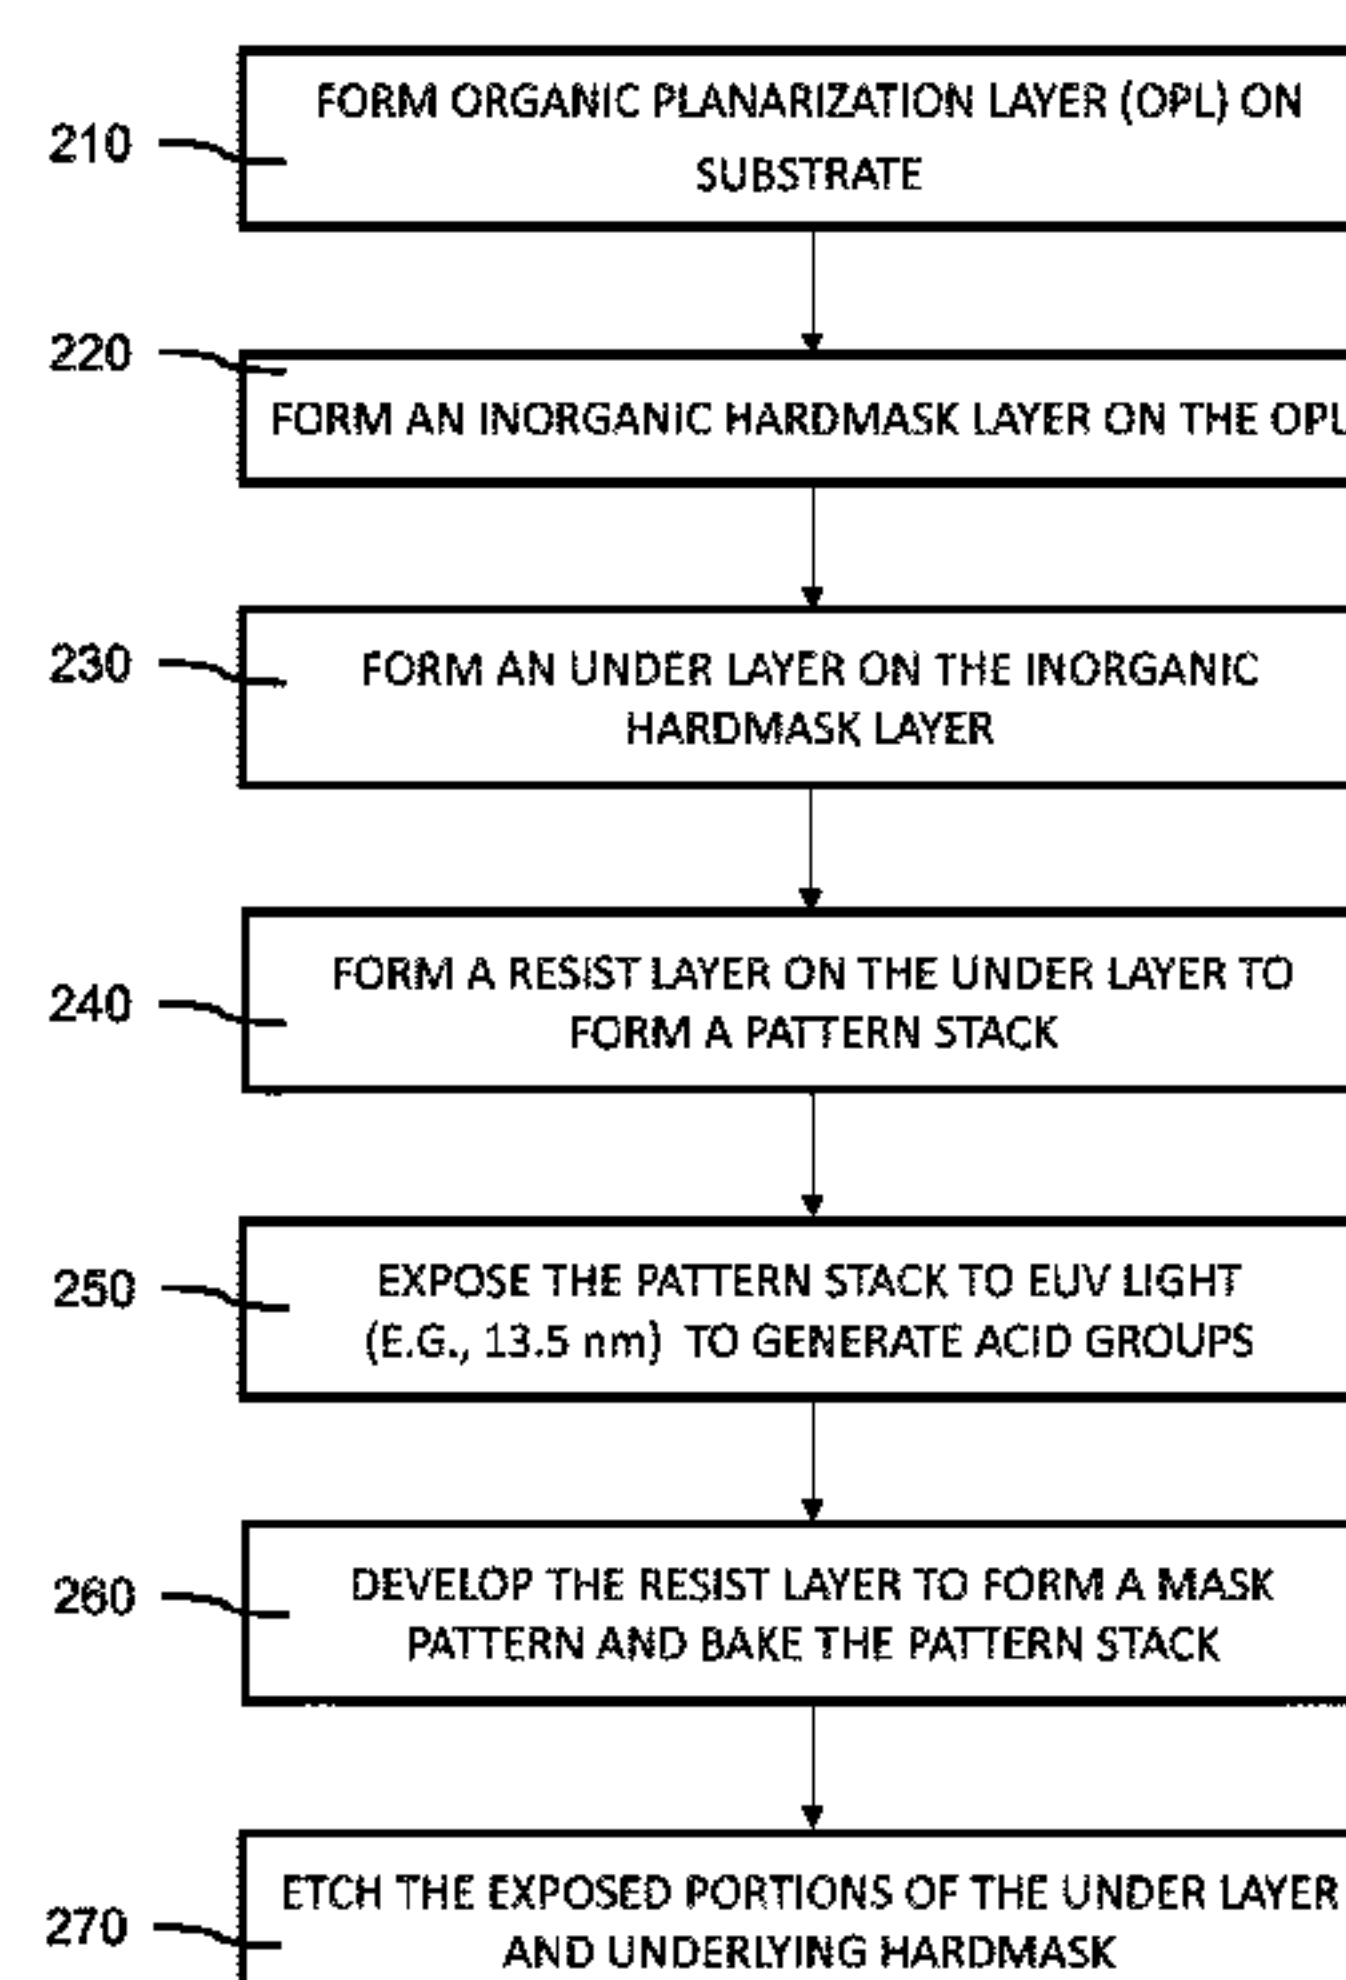 210
FORM ORGANIC PLANARIZATION LAYER (OPL) ON
SUBSTRATE
220
FORM AN INORGANIC HARDMASK LAYER ON THE OPL
230
FORM AN UNDER LAYER ON THE INORGANIC
HARDMASK LAYER
240
FORM A RESIST LAYER ON THE UNDER LAYER TO
FORM A PATTERN STACK
250
EXPOSE THE PATTERN STACK TO EUV LIGHT
(E.G., 13.5 nm) TO GENERATE ACID GROUPS
260
DEVELOP THE RESIST LAYER TO FORM A MASK
PATTERN AND BAKE THE PATTERN STACK
270
ETCH THE EXPOSED PORTIONS OF THE UNDER LAYER
AND UNDERLYING HARDMASK